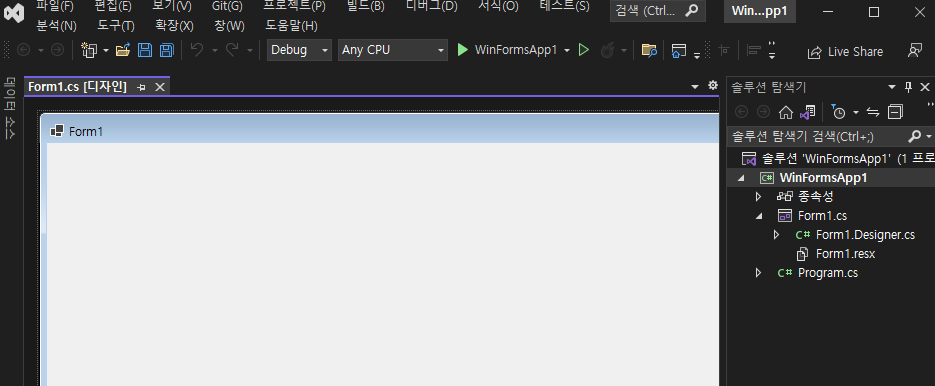 파일(F) 편집(E) 보기(V) Git(G) 프로젝트(P) 빌드(B) 디버그(D) 서식(O) 테스트(S) 검색 (Ctrl... Win...pp1
분석(N) 도구(T) 확장(X) 창(W) 도움말(H)
Debug Any CPU WinFormsApp1 Live Share
데이터 소스
Form1.cs [디자인]
Form1
솔루션 탐색기
솔루션 탐색기 검색(Ctrl+;)
솔루션 'WinFormsApp1' (1 프로
WinFormsApp1
종속성
Form1.cs
C# Form1.Designer.cs
Form1.resx
C# Program.cs